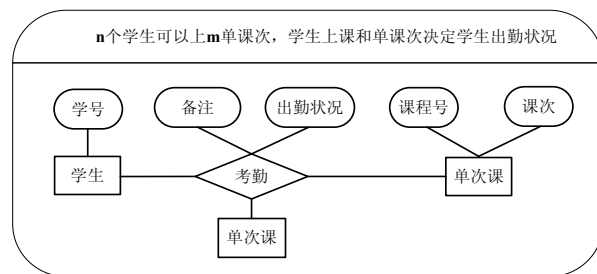 n个学生可以上m单课次，学生上课和单课次决定学生出勤状况
学号
备注
出勤状况
课程号
课次
学生
考勤
单次课
单次课